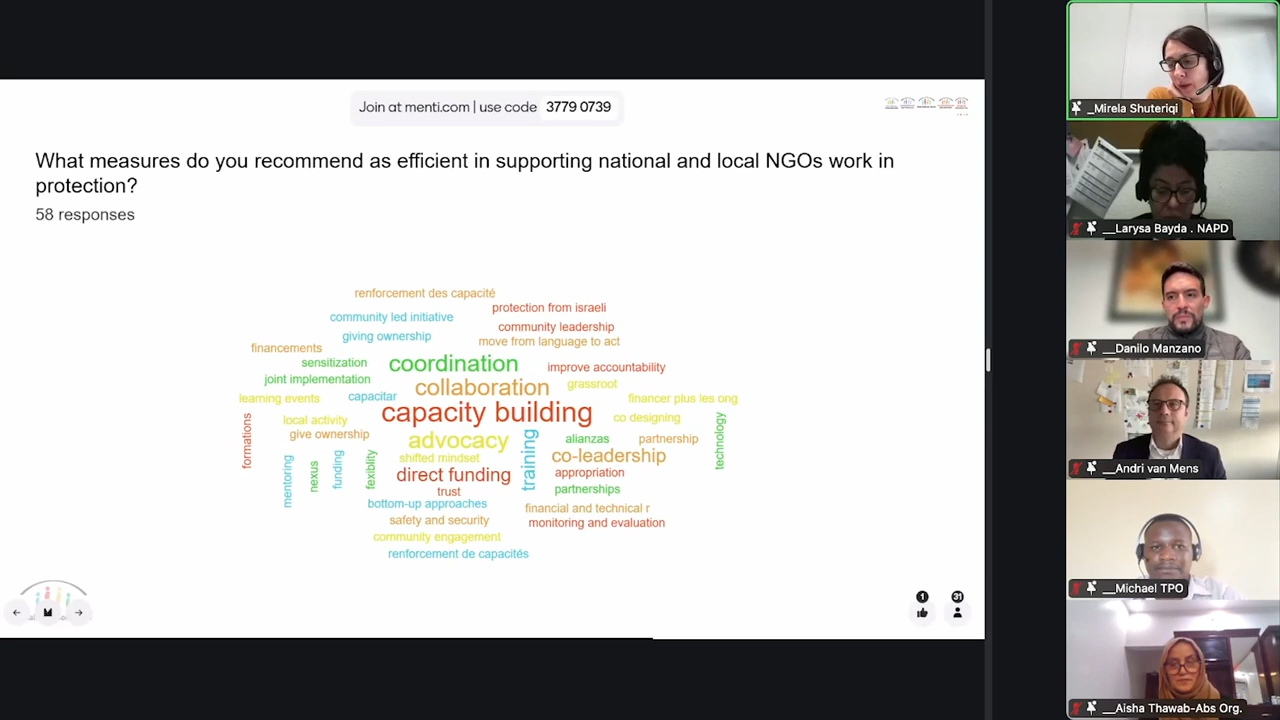 Join at menti.com | use code 3779 0739
What measures do you recommend as efficient in supporting national and local NGOs work in
protection?
58 responses
renforcement des capacité
protection from israeli
community led initiative
community leadership
giving ownership
move from language to act
financements
sensitization
coordination
improve accountability
joint implementation
collaboration
grassroot
learning events
capacitar
financer plus les ong
capacity building
formations
local activity
co designing
technology
give ownership
advocacy
training
alianzas
partnership
mentoring
nexus
funding
flexiblity
shifted mindset
co-leadership
direct funding
appropriation
trust
partnerships
bottom-up approaches
financial and technical r
safety and security
monitoring and evaluation
community engagement
renforcement de capacités
1
31
_Mirela Shuteriqi
__Larysa Bayda . NAPD
__Danilo Manzano
__Andri van Mens
__Michael TPO
__Aisha Thawab-Abs Org.